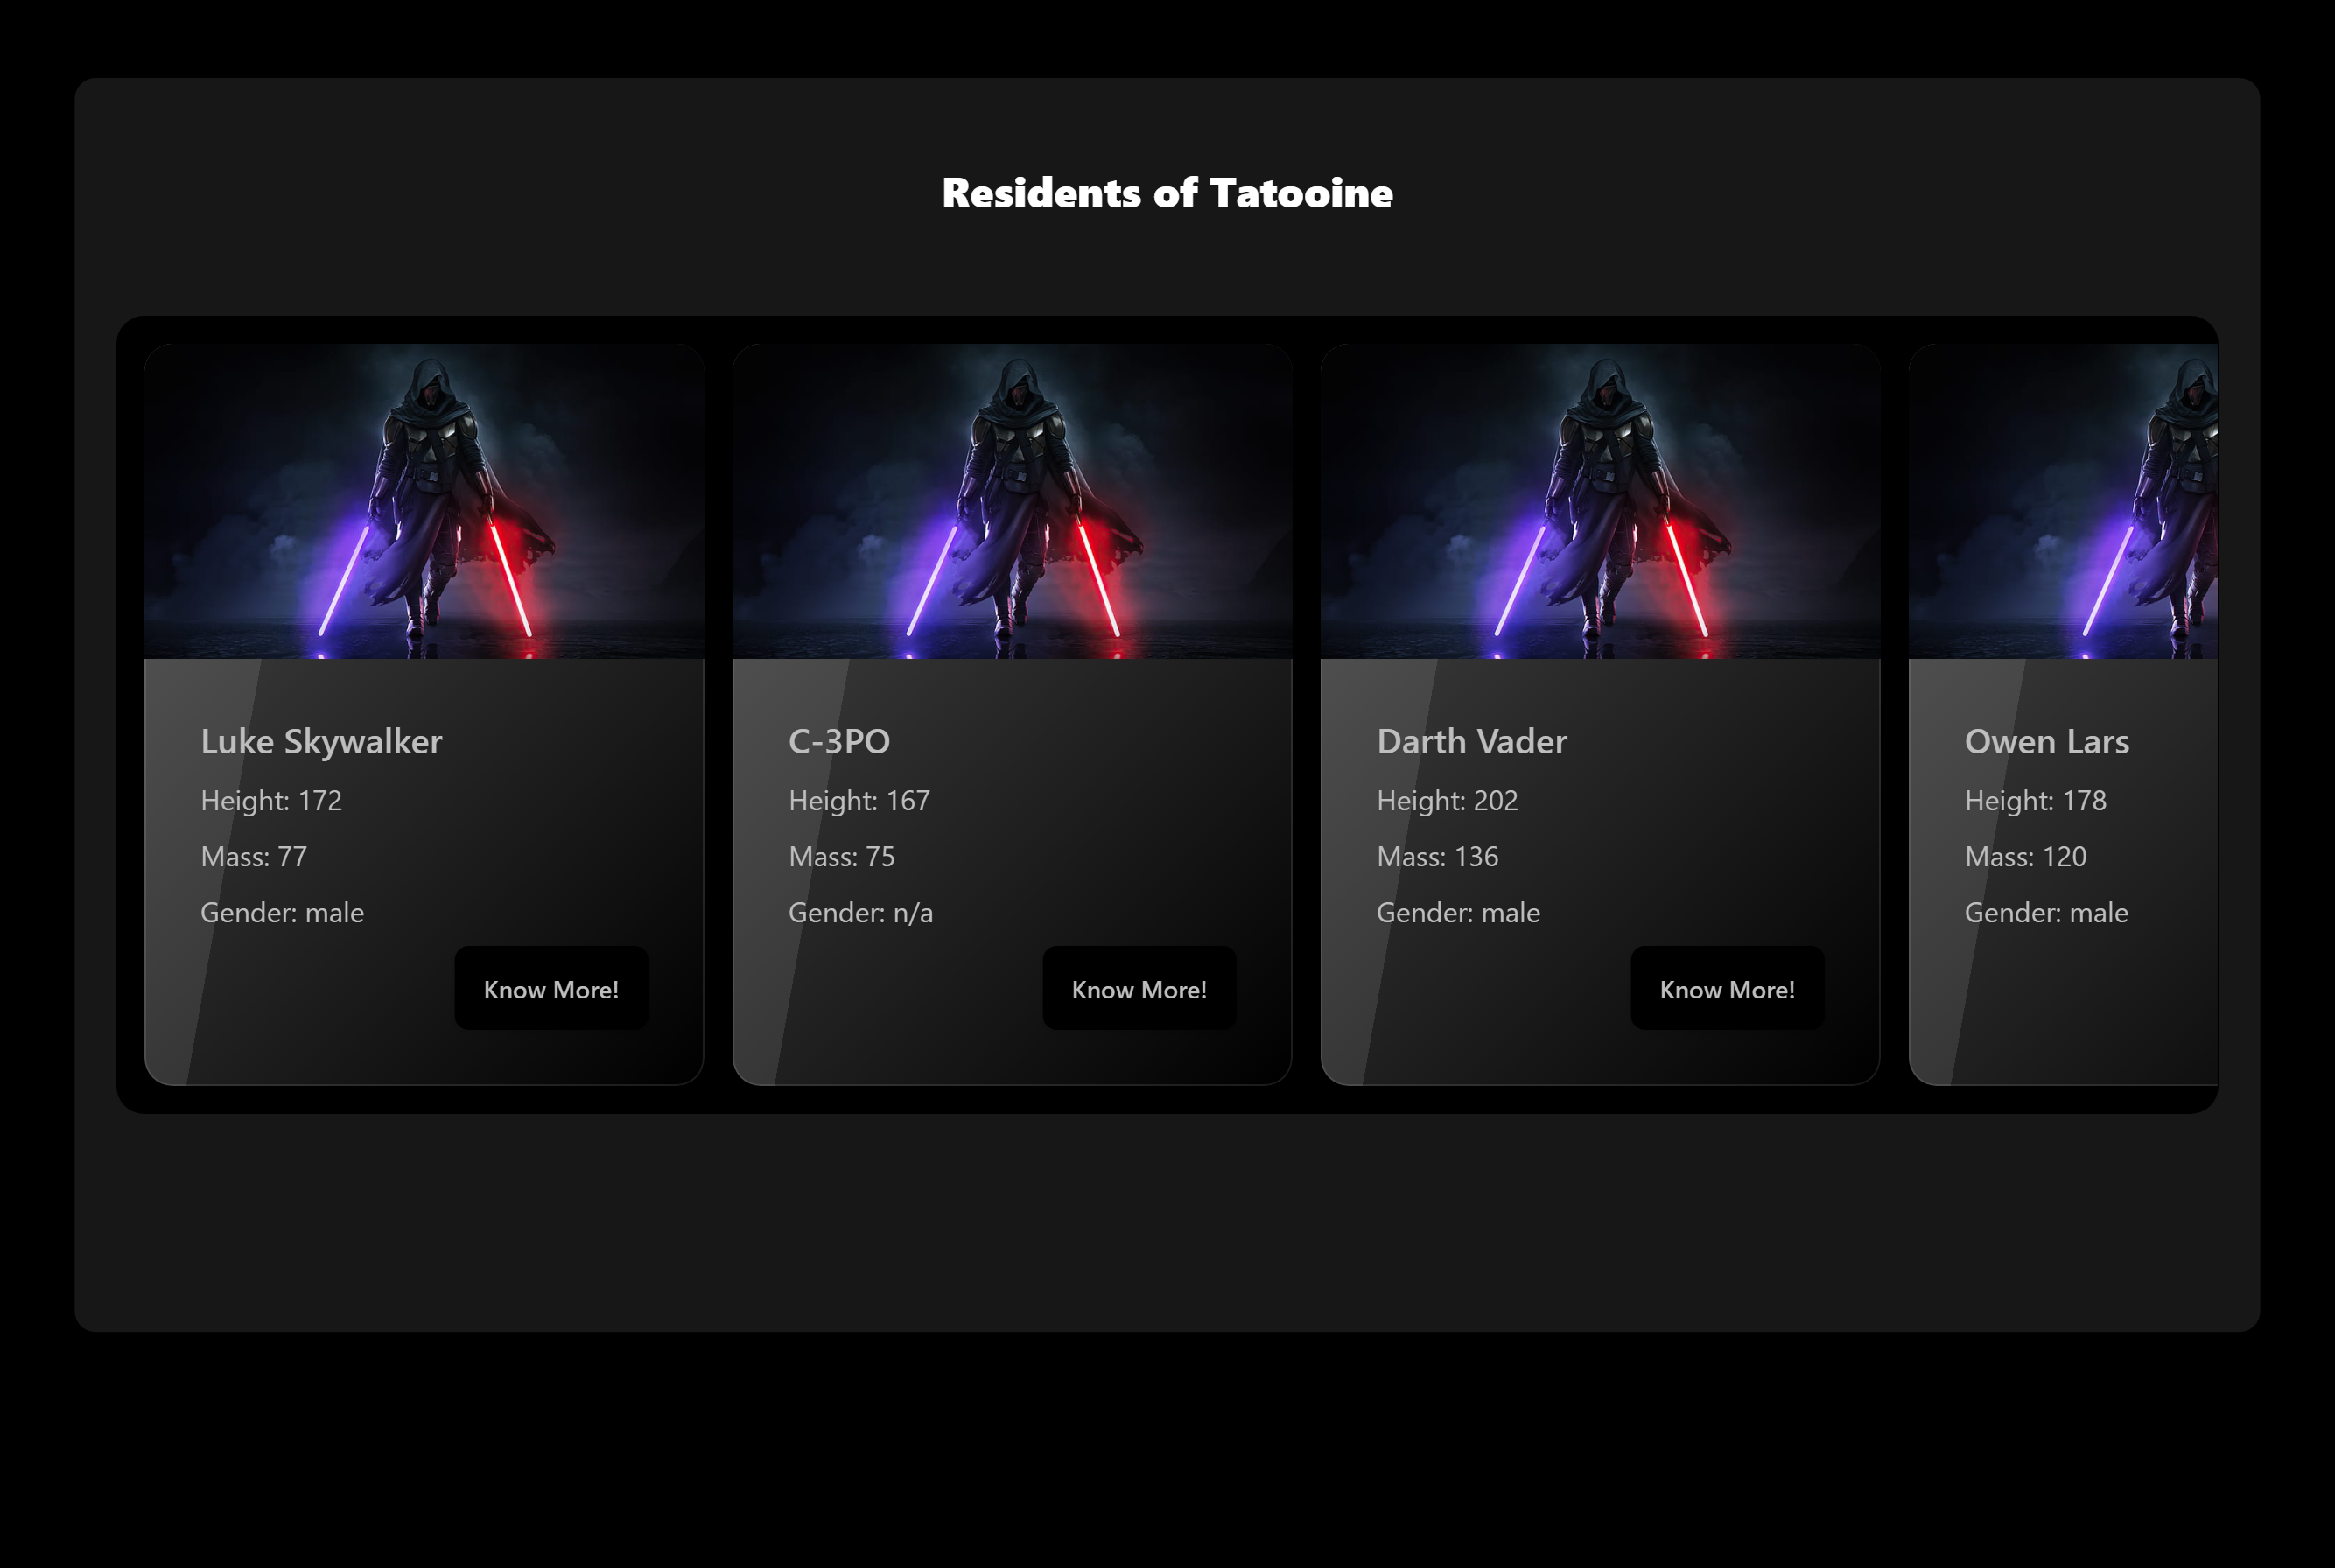 Residents of Tatooine
Luke Skywalker
Height: 172
Mass: 77
Gender: male
Know More!
C-3PO
Height: 167
Mass: 75
Gender: n/a
Know More!
Darth Vader
Height: 202
Mass: 136
Gender: male
Know More!
Owen Lars
Height: 178
Mass: 120
Gender: male